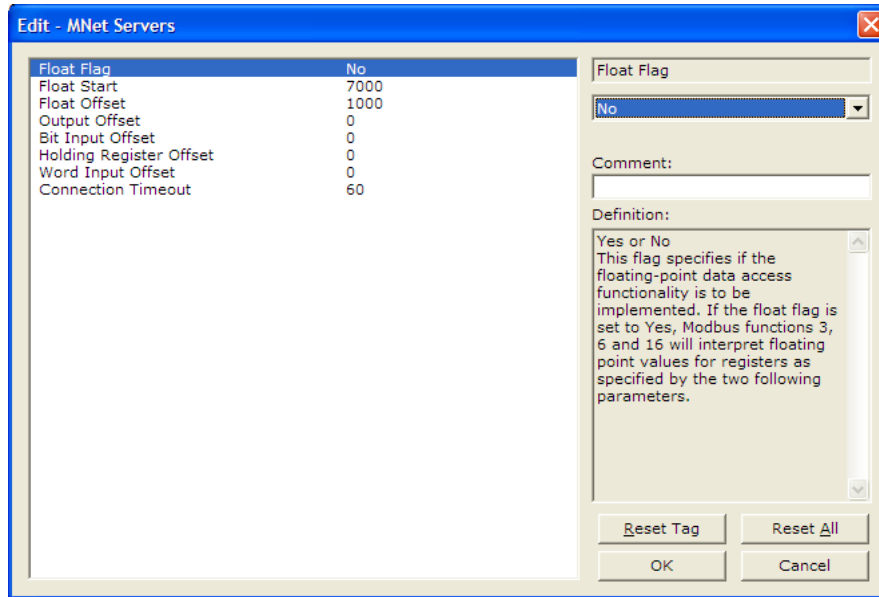 Edit - MNet Servers
Float Flag No
Float Start 7000
Float Offset 1000
Output Offset 0
Bit Input Offset 0
Holding Register Offset 0
Word Input Offset 0
Connection Timeout 60
Float Flag
No
Comment:
Definition:
Yes or No
This flag specifies if the
floating-point data access
functionality is to be
implemented. If the float flag is
set to Yes, Modbus functions 3,
6 and 16 will interpret floating
point values for registers as
specified by the two following
parameters.
Reset Tag Reset All
OK Cancel